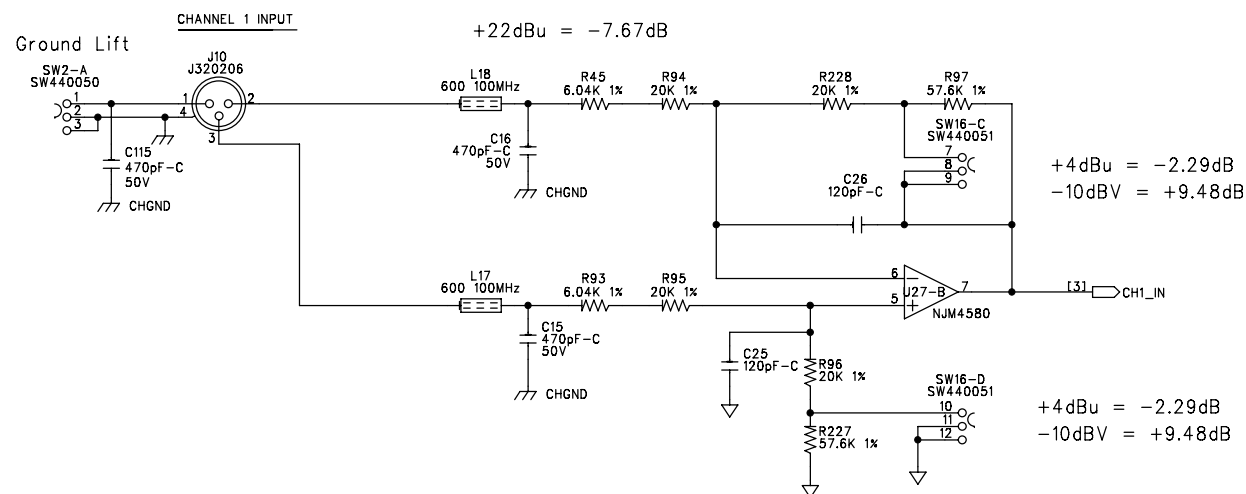 CHANNEL 1 INPUT
+22dBu = -7.67dB
Ground Lift
SW2-A
SW440050
1
2
3
J10
J320206
1
4
2
3
C115
470pF-C
50V
CHGND
L18
600 100MHz
R45
6.04K 1%
R94
20K 1%
R228
20K 1%
R97
57.6K 1%
C16
470pF-C
50V
CHGND
SW16-C
SW440051
7
8
9
C26
120pF-C
+4dBu = -2.29dB
-10dBV = +9.48dB
L17
600 100MHz
R93
6.04K 1%
R95
20K 1%
6
5
7
U27-B
NJM4580
[3]
CH1_IN
C15
470pF-C
50V
CHGND
C25
120pF-C
R96
20K 1%
R227
57.6K 1%
SW16-D
SW440051
10
11
12
+4dBu = -2.29dB
-10dBV = +9.48dB